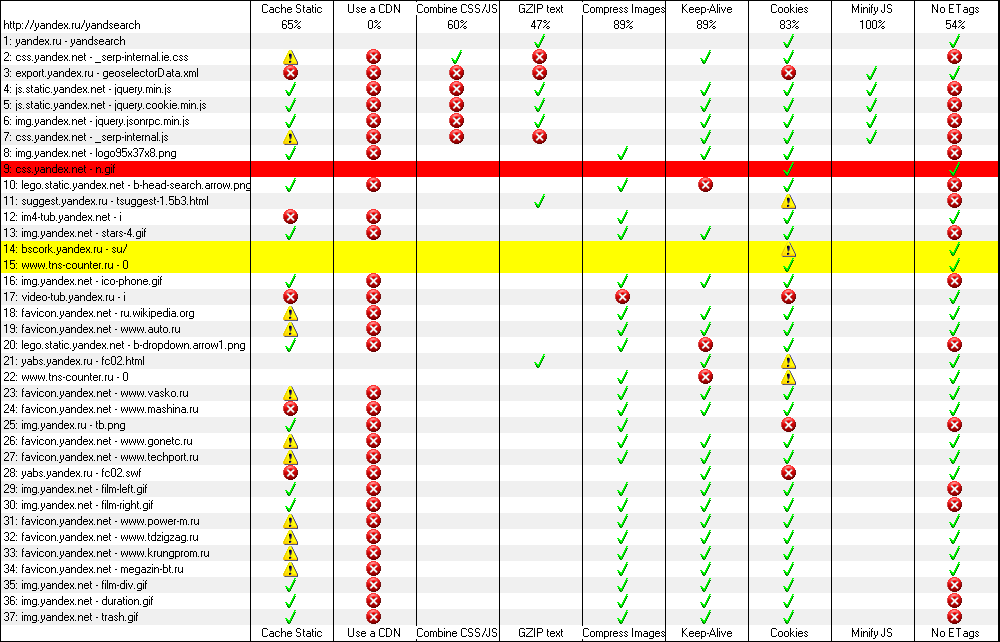 Cache Static Use a CDN Combine CSS/JS GZIP text Compress Images Keep-Alive Cookies Minify JS No ETags
http://yandex.ru/yandsearch 65% 0% 60% 47% 89% 89% 83% 100% 54%
1: yandex.ru - yandsearch
2: css.yandex.net - _serp-internal.ie.css
3: export.yandex.ru - geoselectorData.xml
4: js.static.yandex.net - jquery.min.js
5: js.static.yandex.net - jquery.cookie.min.js
6: img.yandex.net - jquery.jsonrpc.min.js
7: css.yandex.net - _serp-internal.js
8: img.yandex.net - logo95x37x8.png
9: css.yandex.net - n.gif
10: lego.static.yandex.net - b-head-search.arrow.png
11: suggest.yandex.ru - tsuggest-1.5b3.html
12: im4-tub.yandex.net - i
13: img.yandex.net - stars-4.gif
14: bscork.yandex.ru - su/
15: www.tns-counter.ru - 0
16: img.yandex.net - ico-phone.gif
17: video-tub.yandex.ru - i
18: favicon.yandex.net - ru.wikipedia.org
19: favicon.yandex.net - www.auto.ru
20: lego.static.yandex.net - b-dropdown.arrow1.png
21: yabs.yandex.ru - fc02.html
22: www.tns-counter.ru - 0
23: favicon.yandex.net - www.vasko.ru
24: favicon.yandex.net - www.mashina.ru
25: img.yandex.ru - tb.png
26: favicon.yandex.net - www.gonetc.ru
27: favicon.yandex.net - www.techport.ru
28: yabs.yandex.ru - fc02.swf
29: img.yandex.net - film-left.gif
30: img.yandex.net - film-right.gif
31: favicon.yandex.net - www.power-m.ru
32: favicon.yandex.net - www.tdzigzag.ru
33: favicon.yandex.net - www.krungprom.ru
34: favicon.yandex.net - megazin-bt.ru
35: img.yandex.net - film-div.gif
36: img.yandex.net - duration.gif
37: img.yandex.net - trash.gif
Cache Static Use a CDN Combine CSS/JS GZIP text Compress Images Keep-Alive Cookies Minify JS No ETags